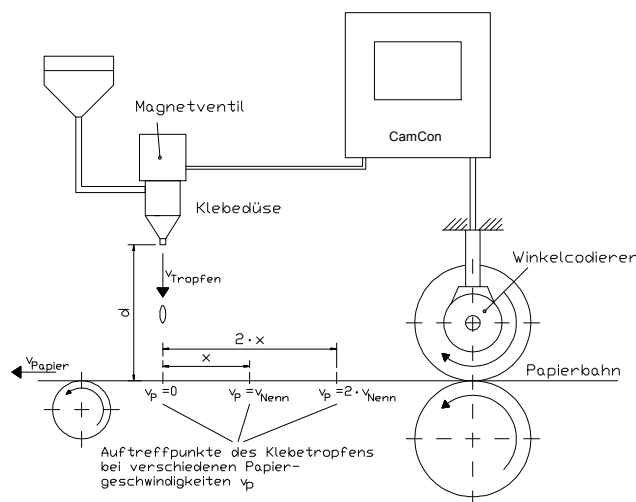 Magnetventil
CamCon
Klebedüse
Winkelcodierer
vTropfen
d
2·x
vPapier
x
Papierbahn
vP=0
vP=vNenn
vP=2·vNenn
Auftreffpunkte des Klebetropfens
bei verschiedenen Papier-
geschwindigkeiten vp